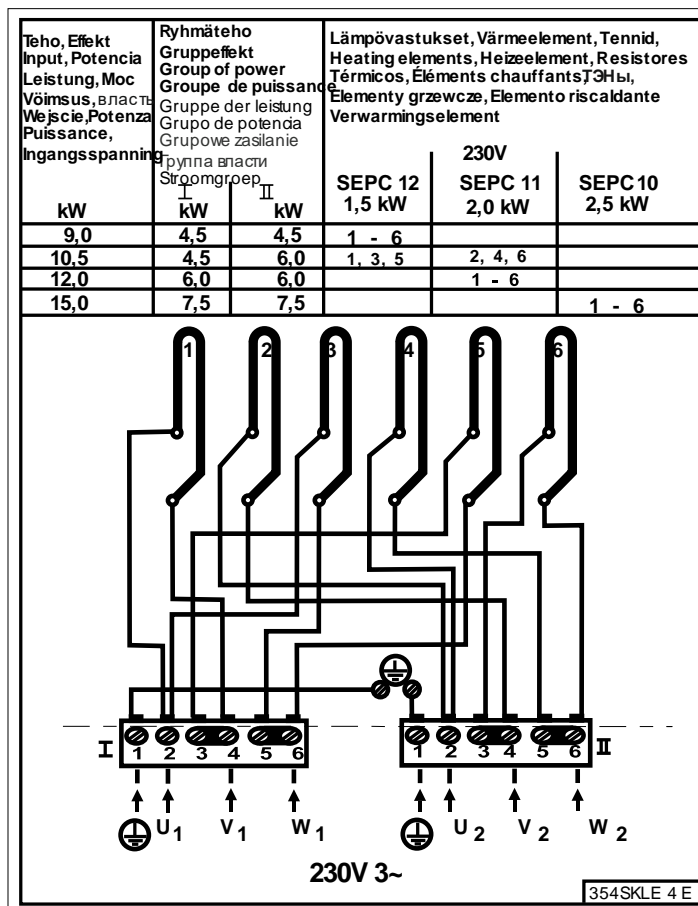 Teho, Effekt
Input, Potencia
Leistung, Moc
Võimsus, власть
Wejscie,Potenza
Puissance,
Ingangsspanning
kW
Ryhmäteho
Gruppeffekt
Group of power
Groupe de puissance
Gruppe der leistung
Grupo de potencia
Grupowe zasilanie
Группа власти
Stroomgroep
I II
kW kW
Lämpövastukset, Värmeelement, Tennid,
Heating elements, Heizeelement, Resistores
Térmicos, Éléments chauffants,ТЭНы,
Elementy grzewcze, Elemento riscaldante
Verwarmingselement
230V
SEPC 12 SEPC 11 SEPC 10
1,5 kW 2,0 kW 2,5 kW
9,0 4,5 4,5 1 - 6
10,5 4,5 6,0 1, 3, 5 2, 4, 6
12,0 6,0 6,0 1 - 6
15,0 7,5 7,5 1 - 6
1 2 3 4 5 6
I 1 2 3 4 5 6 1 2 3 4 5 6 II
U1 V1 W1 U2 V2 W2
230V 3~
354SKLE 4 E